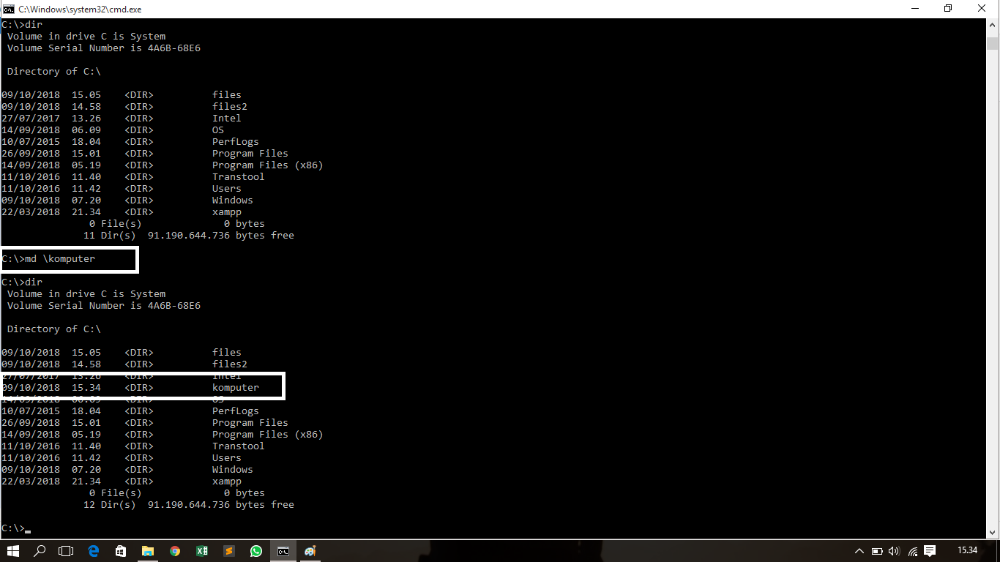 C:\Windows\system32\cmd.exe
C:\>dir
 Volume in drive C is System
 Volume Serial Number is 4A6B-68E6
 Directory of C:\
09/10/2018  15.05    <DIR>          files
09/10/2018  14.58    <DIR>          files2
27/07/2017  13.26    <DIR>          Intel
14/09/2018  06.09    <DIR>          OS
10/07/2015  18.04    <DIR>          PerfLogs
26/09/2018  15.01    <DIR>          Program Files
14/09/2018  05.19    <DIR>          Program Files (x86)
11/10/2016  11.40    <DIR>          Transtool
11/10/2016  11.42    <DIR>          Users
09/10/2018  07.20    <DIR>          Windows
22/03/2018  21.34    <DIR>          xampp
               0 File(s)              0 bytes
              11 Dir(s)  91.190.644.736 bytes free
C:\>md \komputer
C:\>dir
 Volume in drive C is System
 Volume Serial Number is 4A6B-68E6
 Directory of C:\
09/10/2018  15.05    <DIR>          files
09/10/2018  14.58    <DIR>          files2
27/07/2017  13.26    <DIR>          Intel
09/10/2018  15.34    <DIR>          komputer
14/09/2018  06.09    <DIR>          OS
10/07/2015  18.04    <DIR>          PerfLogs
26/09/2018  15.01    <DIR>          Program Files
14/09/2018  05.19    <DIR>          Program Files (x86)
11/10/2016  11.40    <DIR>          Transtool
11/10/2016  11.42    <DIR>          Users
09/10/2018  07.20    <DIR>          Windows
22/03/2018  21.34    <DIR>          xampp
               0 File(s)              0 bytes
              12 Dir(s)  91.190.644.736 bytes free
C:\>_
15.34